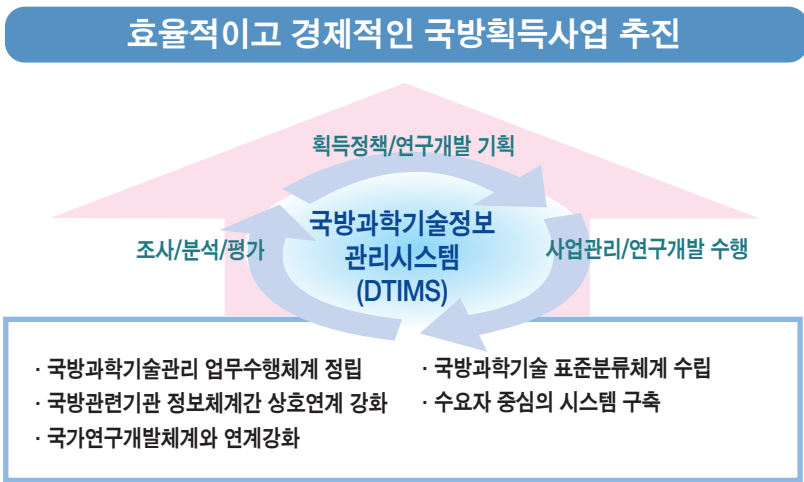 효율적이고 경제적인 국방획득사업 추진
획득정책/연구개발 기획
조사/분석/평가
국방과학기술정보
관리시스템
(DTIMS)
사업관리/연구개발 수행
· 국방과학기술관리 업무수행체계 정립
· 국방관련기관 정보체계간 상호연계 강화
· 국가연구개발체계와 연계강화
· 국방과학기술 표준분류체계 수립
· 수요자 중심의 시스템 구축